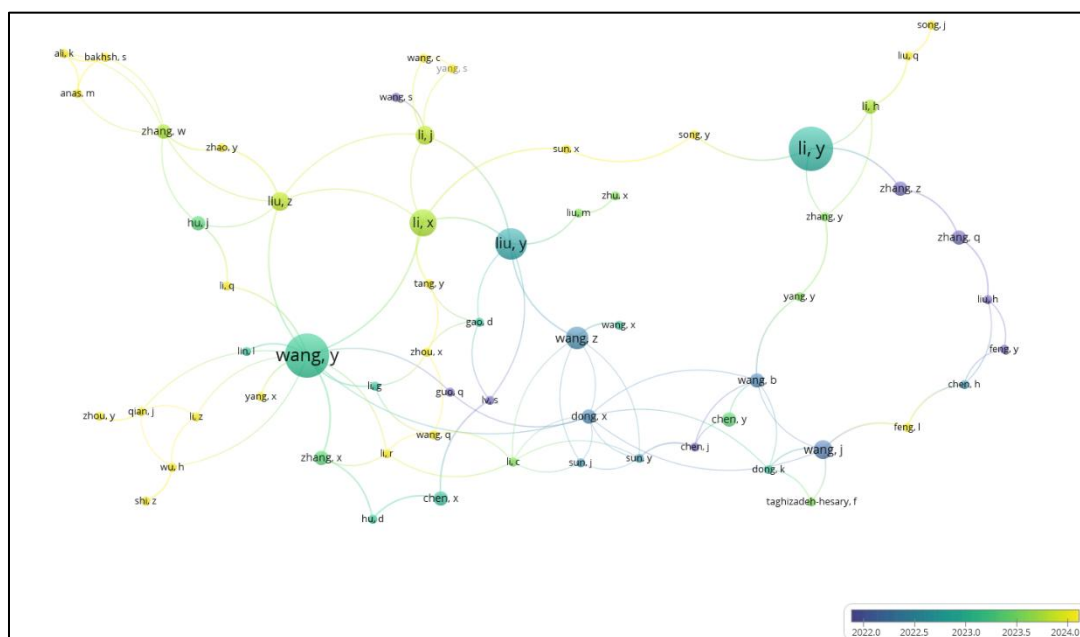 song, j
ali, k
bakhsh, s
wang, c
liu, q
yang, s
anas, m
wang, s
li, h
zhang, w
li, j
song, y
zhao, y
sun, x
li, y
zhang, z
liu, z
zhu, x
liu, m
zhang, y
hu, j
li, x
liu, y
zhang, q
li, q
tang, y
yang, y
liu, h
gao, d
wang, x
wang, z
lin, l
wang, y
zhou, x
feng, y
li, g
wang, b
chen, h
yang, x
guo, q
lv, s
zhou, y
qian, j
li, z
dong, x
chen, y
feng, l
wang, q
chen, j
wang, j
zhang, x
li, r
li, c
sun, j
sun, y
wu, h
dong, k
shi, z
chen, x
taghizadeh-hesary, f
hu, d
2022.0 2022.5 2023.0 2023.5 2024.0